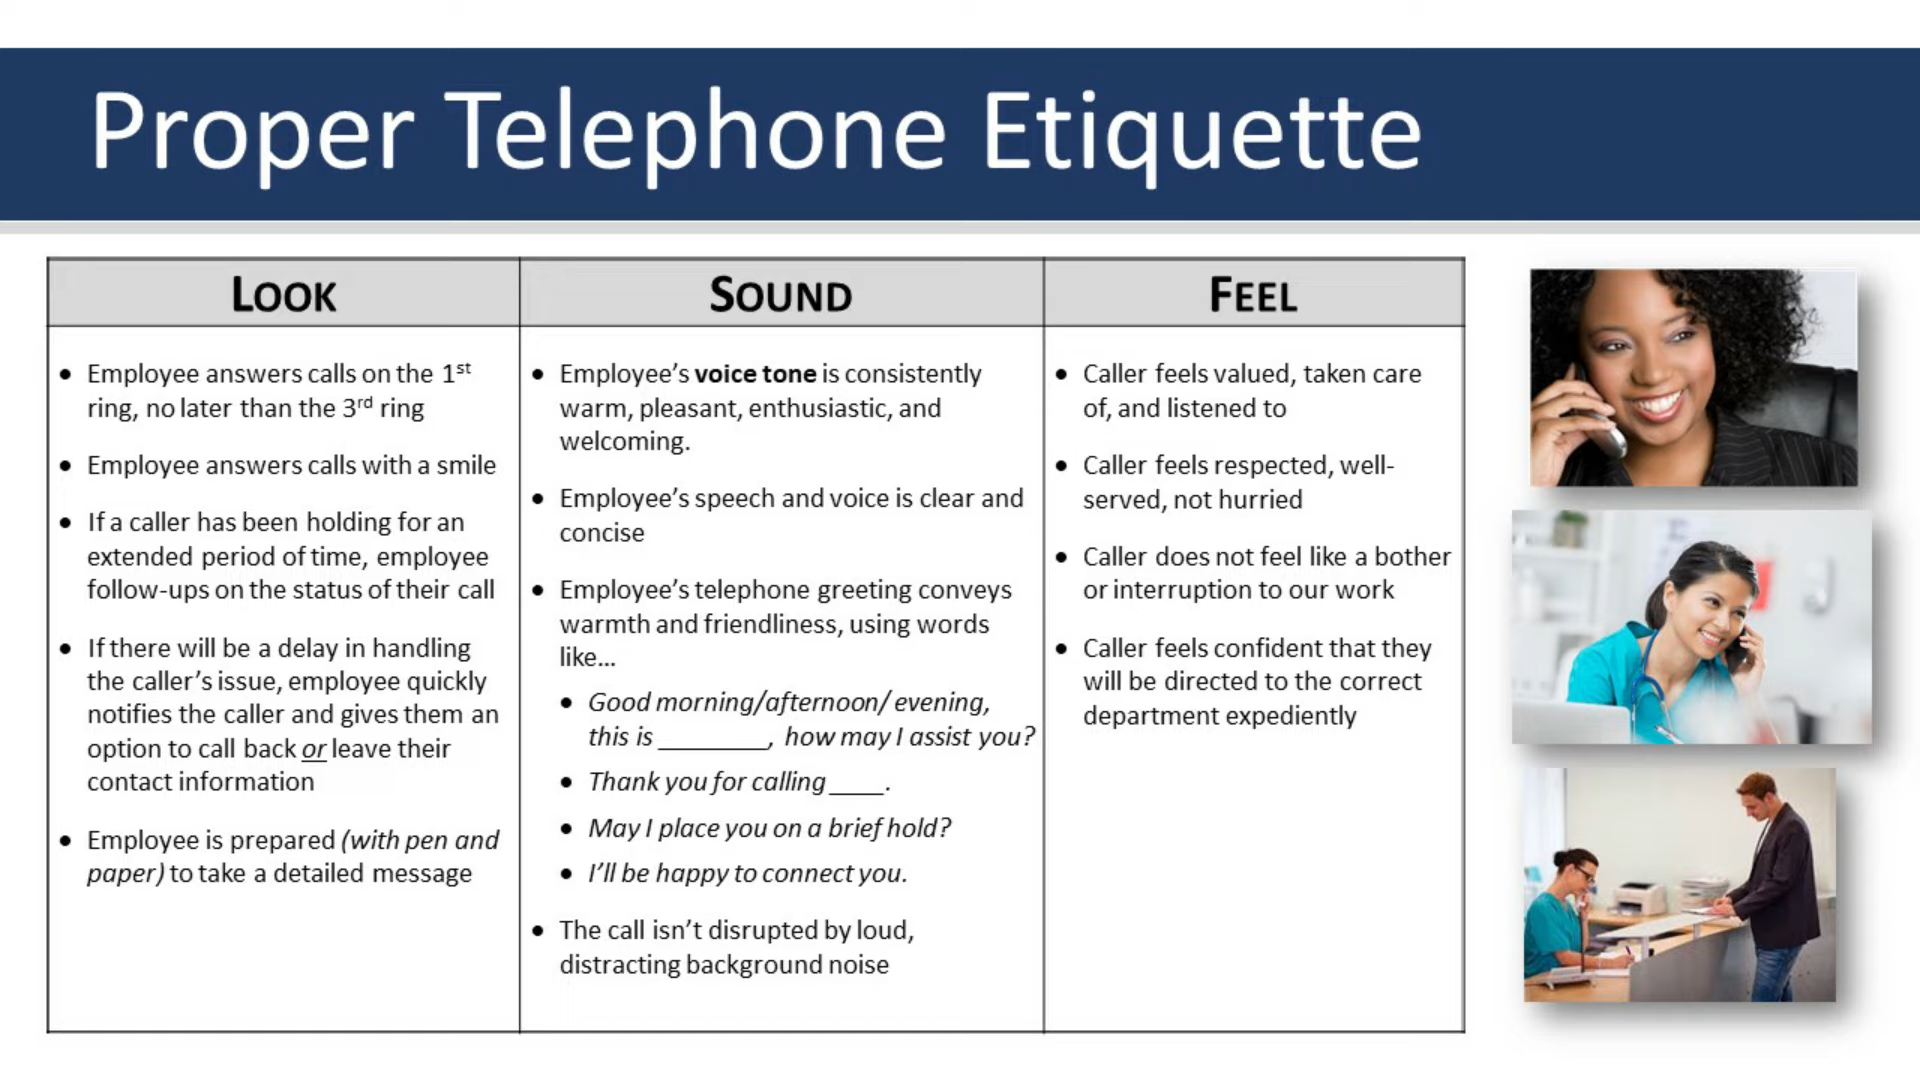 Proper Telephone Etiquette
LOOK
• Employee answers calls on the 1st
ring, no later than the 3rd ring
• Employee answers calls with a smile
• If a caller has been holding for an
extended period of time, employee
follow-ups on the status of their call
• If there will be a delay in handling
the caller's issue, employee quickly
notifies the caller and gives them an
option to call back or leave their
contact information
• Employee is prepared (with pen and
paper) to take a detailed message
SOUND
• Employee's voice tone is consistently
warm, pleasant, enthusiastic, and
welcoming.
• Employee's speech and voice is clear and
concise
• Employee's telephone greeting conveys
warmth and friendliness, using words
like...
• Good morning/afternoon/ evening,
this is ________, how may I assist you?
• Thank you for calling ____.
• May I place you on a brief hold?
• I'll be happy to connect you.
• The call isn't disrupted by loud,
distracting background noise
FEEL
• Caller feels valued, taken care
of, and listened to
• Caller feels respected, well-
served, not hurried
• Caller does not feel like a bother
or interruption to our work
• Caller feels confident that they
will be directed to the correct
department expediently